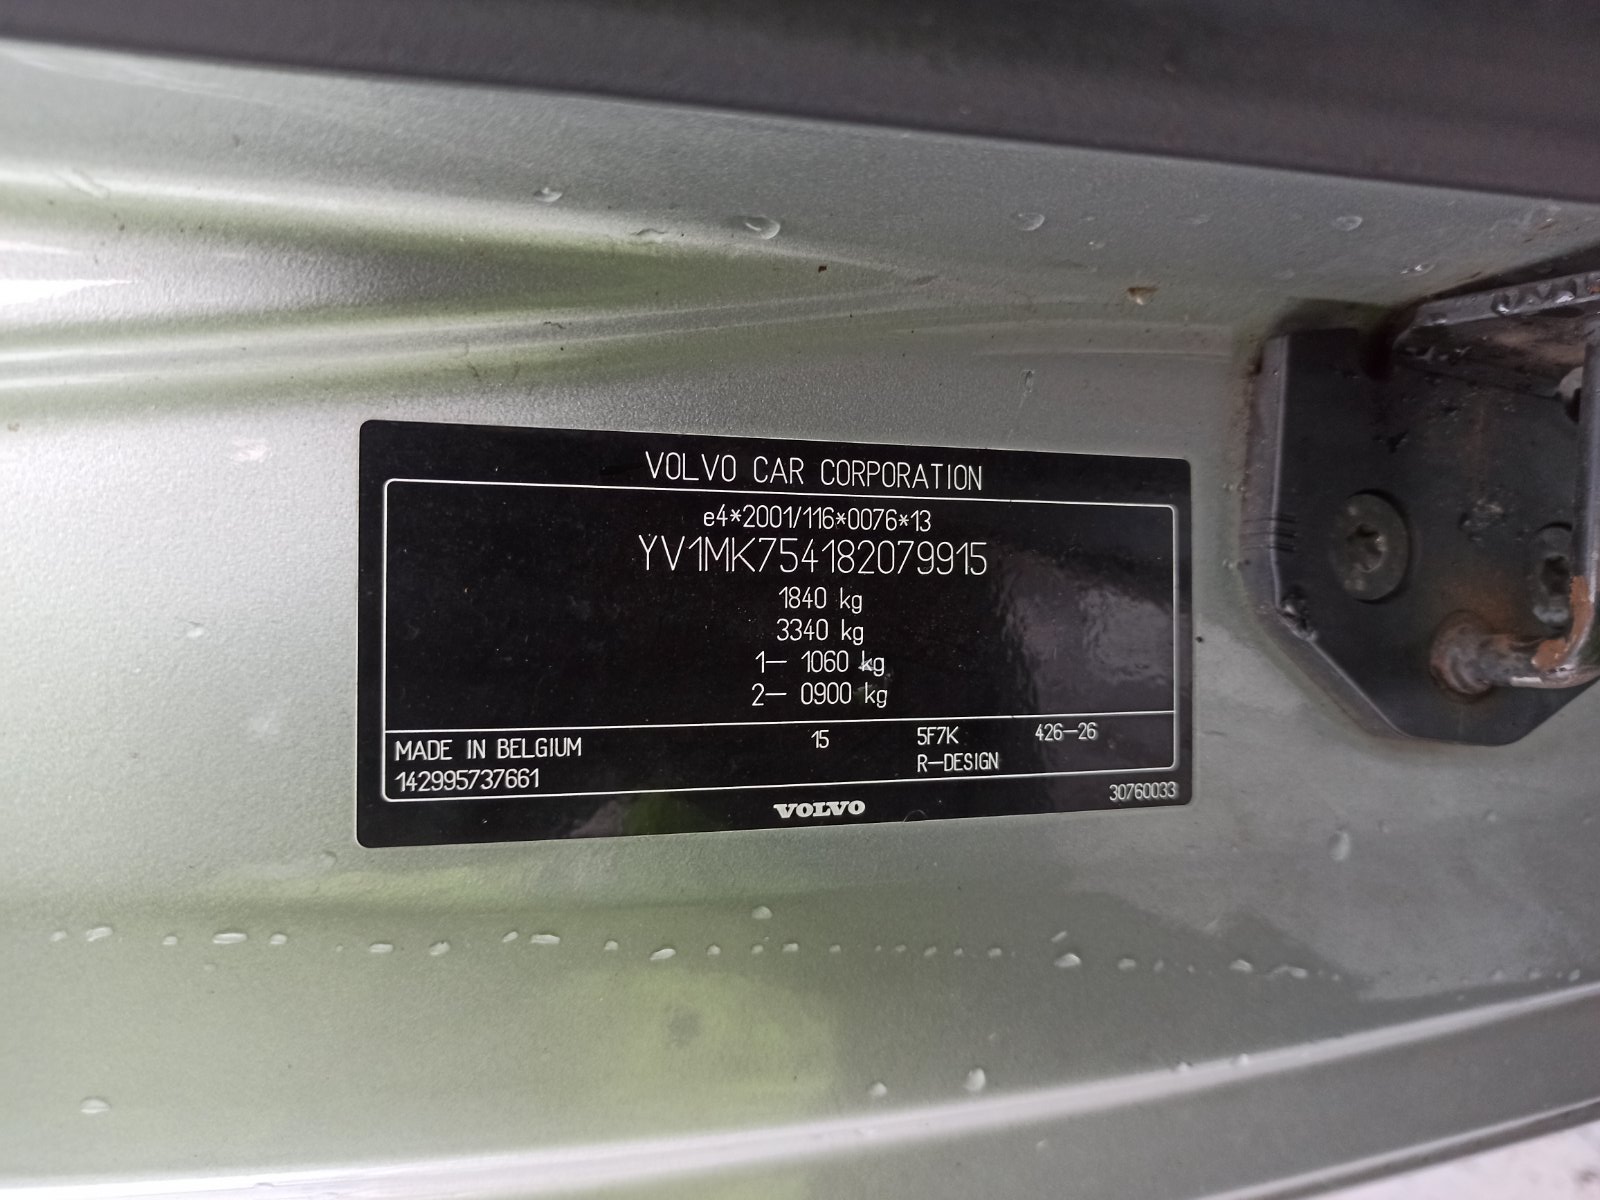 VOLVO CAR CORPORATION
e4*2001/116*0076*13
YV1MK754182079915
1840 kg
3340 kg
1— 1060 kg
2— 0900 kg
MADE IN BELGIUM 15 5F7K 426—26
142995737661 R—DESIGN
VOLVO 30760033